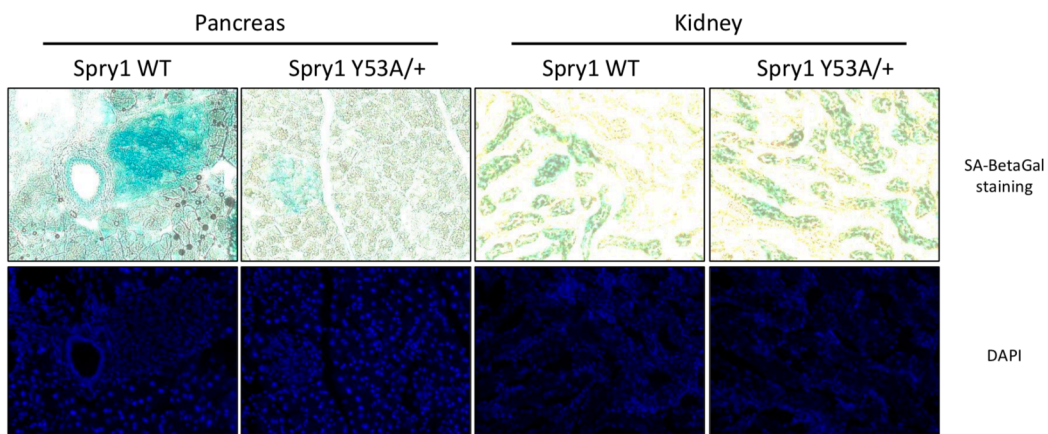 Pancreas
Kidney
Spry1 WT
Spry1 Y53A/+
Spry1 WT
Spry1 Y53A/+
SA-BetaGal
staining
DAPI